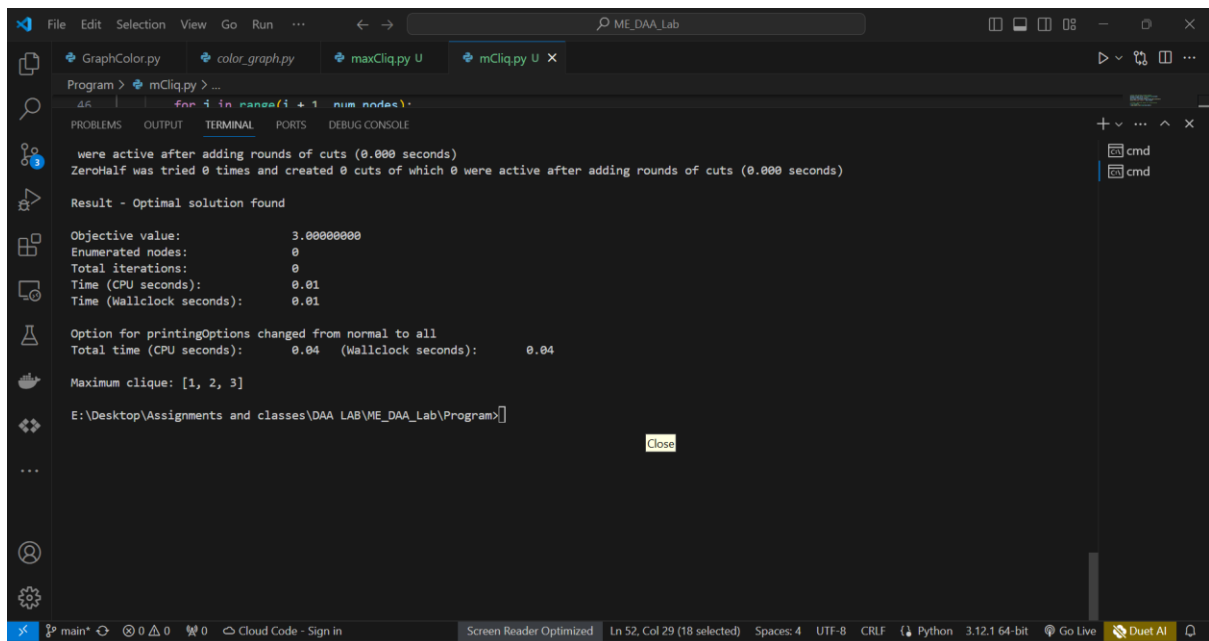 File Edit Selection View Go Run ··· ME_DAA_Lab
GraphColor.py color_graph.py maxCliq.py U mCliq.py U
Program > mCliq.py > ...
46 for j in range(i + 1, num_nodes):
PROBLEMS OUTPUT TERMINAL PORTS DEBUG CONSOLE
were active after adding rounds of cuts (0.000 seconds)
ZeroHalf was tried 0 times and created 0 cuts of which 0 were active after adding rounds of cuts (0.000 seconds)
Result - Optimal solution found
Objective value: 3.00000000
Enumerated nodes: 0
Total iterations: 0
Time (CPU seconds): 0.01
Time (Wallclock seconds): 0.01
Option for printingOptions changed from normal to all
Total time (CPU seconds): 0.04 (Wallclock seconds): 0.04
Maximum clique: [1, 2, 3]
E:\Desktop\Assignments and classes\DAA LAB\ME_DAA_Lab\Program>
cmd
cmd
3
Close
main* 0 0 0 Cloud Code - Sign in Screen Reader Optimized Ln 52, Col 29 (18 selected) Spaces: 4 UTF-8 CRLF Python 3.12.1 64-bit Go Live Duet AI